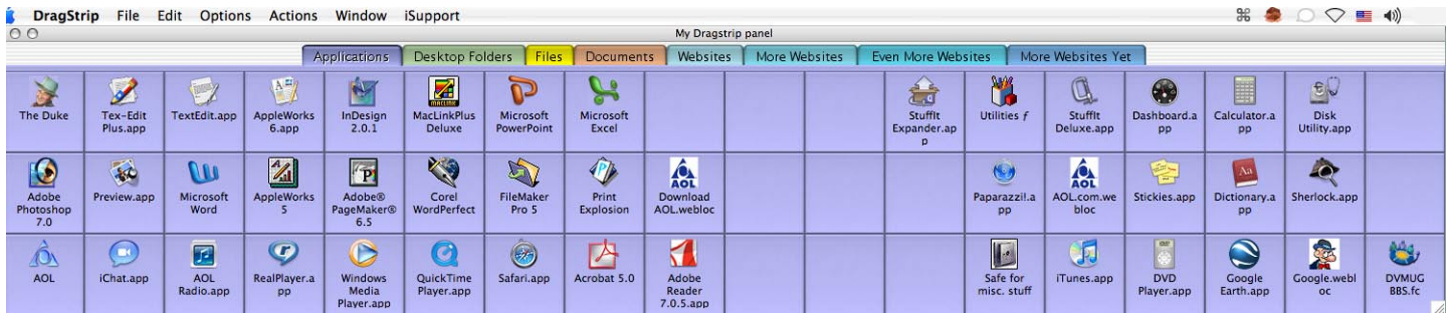 DragStrip File Edit Options Actions Window iSupport
My Dragstrip panel
Applications Desktop Folders Files Documents Websites More Websites Even More Websites More Websites Yet
The Duke
Tex-Edit
Plus.app
TextEdit.app
AppleWorks
6.app
InDesign
2.0.1
MACLINK
MacLinkPlus
Deluxe
Microsoft
PowerPoint
Microsoft
Excel
StuffIt
Expander.ap
p
Utilities ƒ
StuffIt
Deluxe.app
Dashboard.a
pp
Calculator.a
pp
Disk
Utility.app
Adobe
Photoshop
7.0
Preview.app
Microsoft
Word
AppleWorks
5
Adobe®
PageMaker®
6.5
Corel
WordPerfect
FileMaker
Pro 5
Print
Explosion
AOL
Download
AOL.webloc
Paparazzi!.a
pp
AOL
AOL.com.we
bloc
Stickies.app
Aa
Dictionary.a
pp
Sherlock.app
AOL
iChat.app
AOL
Radio.app
RealPlayer.a
pp
Windows
Media
Player.app
QuickTime
Player.app
Safari.app
Acrobat 5.0
Adobe
Reader
7.0.5.app
Safe for
misc. stuff
iTunes.app
DVD
Player.app
Google
Earth.app
Google.webl
oc
DVMUG
BBS.fc